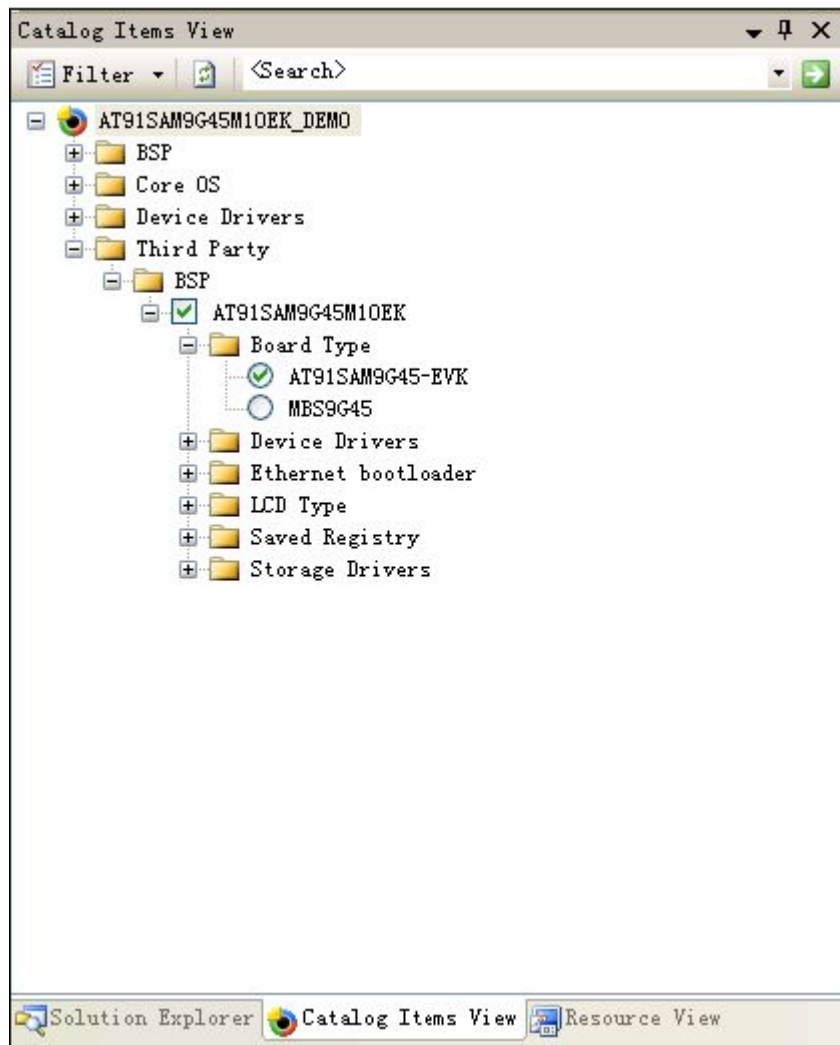 Catalog Items View
Filter <Search>
AT91SAM9G45M10EK_DEMO
BSP
Core OS
Device Drivers
Third Party
BSP
AT91SAM9G45M10EK
Board Type
AT91SAM9G45-EVK
MBS9G45
Device Drivers
Ethernet bootloader
LCD Type
Saved Registry
Storage Drivers
Solution Explorer Catalog Items View Resource View